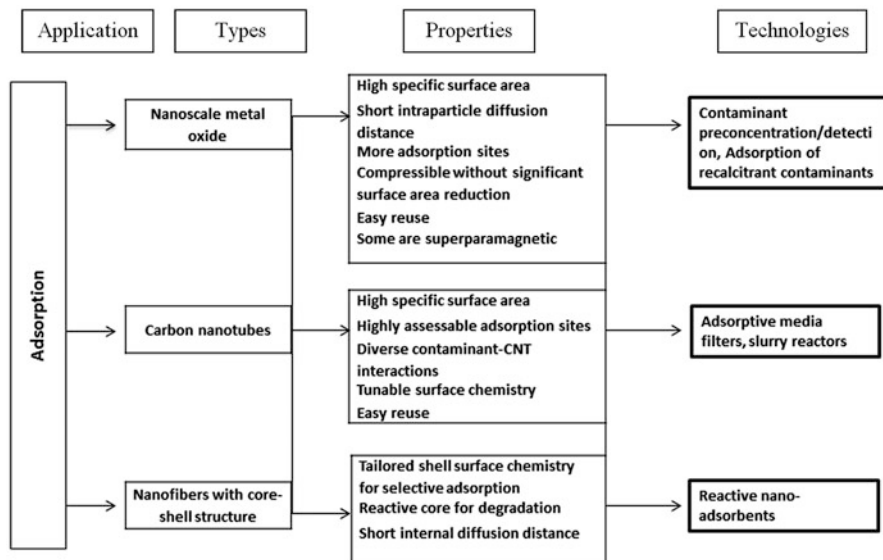 Application
Types
Properties
Technologies
Adsorption
Nanoscale metal
oxide
High specific surface area
Short intraparticle diffusion
distance
More adsorption sites
Compressible without significant
surface area reduction
Easy reuse
Some are superparamagnetic
Contaminant
preconcentration/detecti
on, Adsorption of
recalcitrant contaminants
Carbon nanotubes
High specific surface area
Highly assessable adsorption sites
Diverse contaminant-CNT
interactions
Tunable surface chemistry
Easy reuse
Adsorptive media
filters, slurry reactors
Nanofibers with core-
shell structure
Tailored shell surface chemistry
for selective adsorption
Reactive core for degradation
Short internal diffusion distance
Reactive nano-
adsorbents